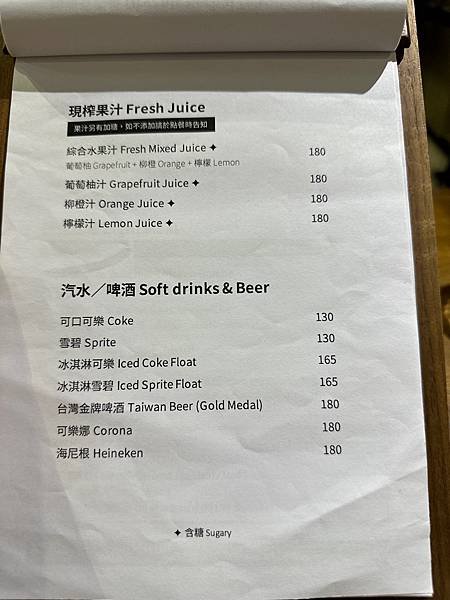 現榨果汁 Fresh Juice
果汁另有加糖，如不添加請於點餐時告知
綜合水果汁 Fresh Mixed Juice ✦ 180
葡萄柚 Grapefruit + 柳橙 Orange + 檸檬 Lemon
葡萄柚汁 Grapefruit Juice ✦ 180
柳橙汁 Orange Juice ✦ 180
檸檬汁 Lemon Juice ✦ 180
汽水／啤酒 Soft drinks & Beer
可口可樂 Coke 130
雪碧 Sprite 130
冰淇淋可樂 Iced Coke Float 165
冰淇淋雪碧 Iced Sprite Float 165
台灣金牌啤酒 Taiwan Beer (Gold Medal) 180
可樂娜 Corona 180
海尼根 Heineken 180
✦ 含糖 Sugary